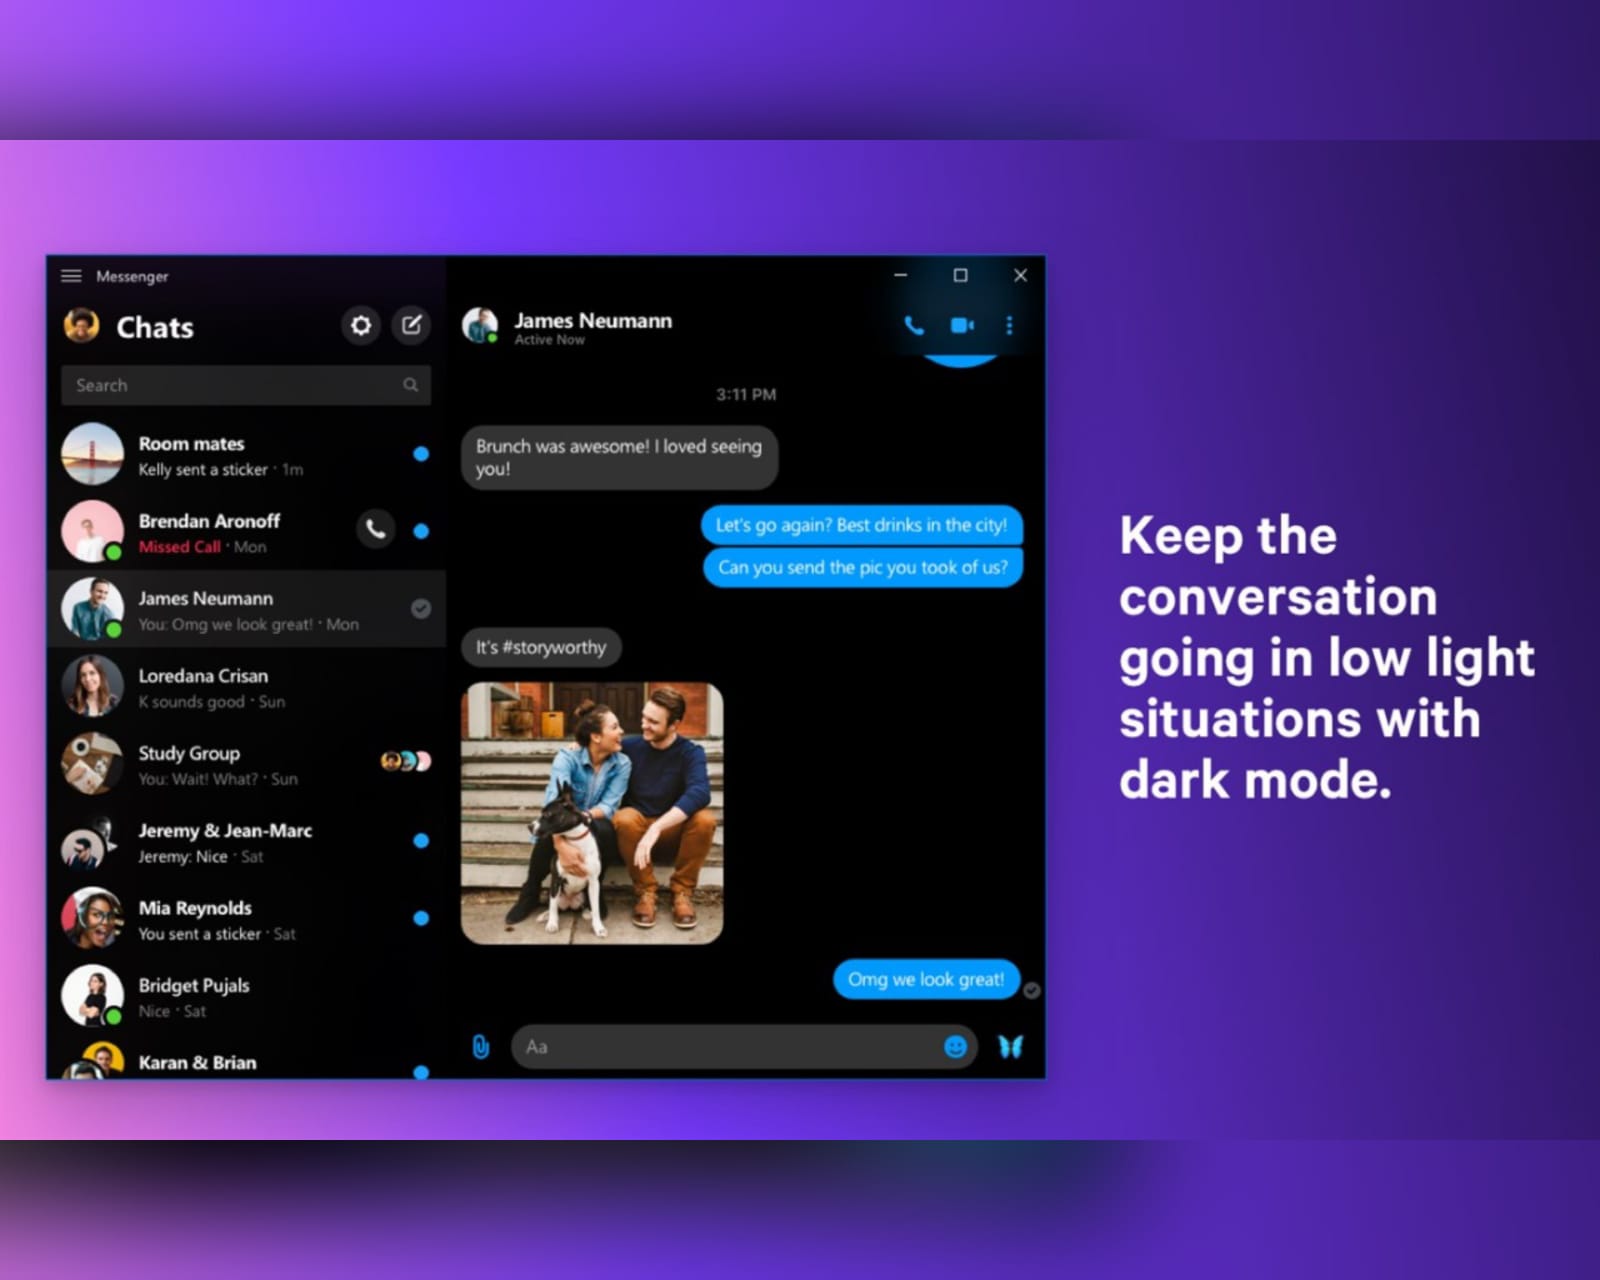 Messenger
Chats
Search
Room mates
Kelly sent a sticker · 1m
Brendan Aronoff
Missed Call · Mon
James Neumann
You: Omg we look great! · Mon
Loredana Crisan
K sounds good · Sun
Study Group
You: Wait! What? · Sun
Jeremy & Jean-Marc
Jeremy: Nice · Sat
Mia Reynolds
You sent a sticker · Sat
Bridget Pujals
Nice · Sat
Karan & Brian
James Neumann
Active Now
3:11 PM
Brunch was awesome! I loved seeing
you!
Let's go again? Best drinks in the city!
Can you send the pic you took of us?
It's #storyworthy
Omg we look great!
Aa
Keep the
conversation
going in low light
situations with
dark mode.